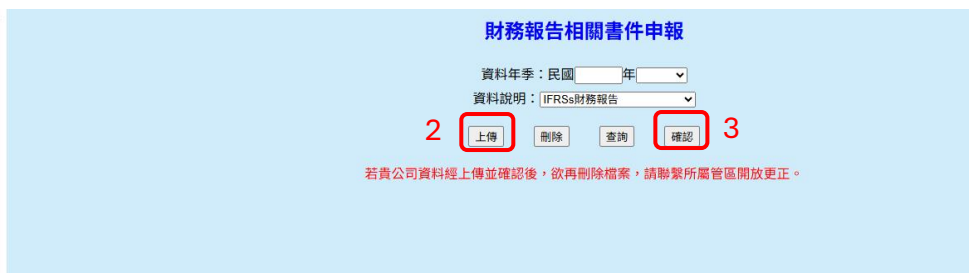 財務報告相關書件申報
資料年季：民國 年
資料說明：IFRSs財務報告
2 上傳 刪除 查詢 確認 3
若貴公司資料經上傳並確認後，欲再刪除檔案，請聯繫所屬管區開放更正。